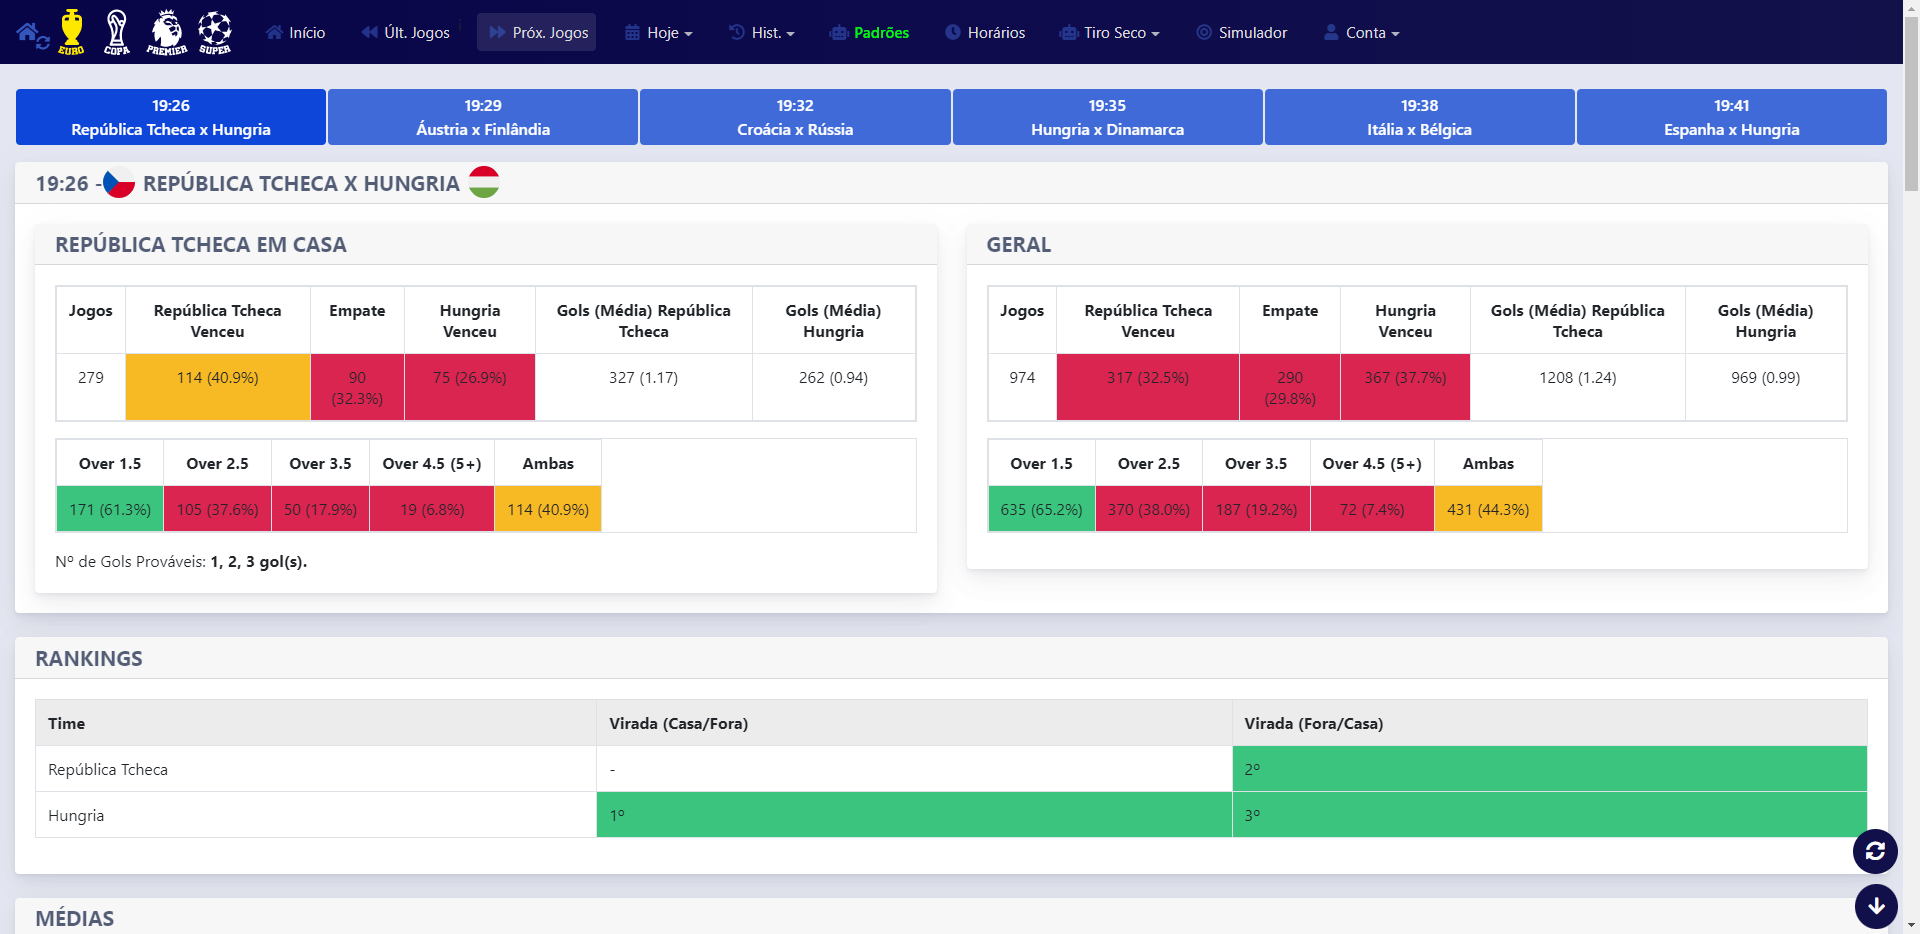 EURO
COPA
PREMIER
SUPER
Início
Últ. Jogos
Próx. Jogos
Hoje
Hist.
Padrões
Horários
Tiro Seco
Simulador
Conta
19:26
República Tcheca x Hungria
19:29
Áustria x Finlândia
19:32
Croácia x Rússia
19:35
Hungria x Dinamarca
19:38
Itália x Bélgica
19:41
Espanha x Hungria
19:26 - REPÚBLICA TCHECA X HUNGRIA
REPÚBLICA TCHECA EM CASA
Jogos
República Tcheca
Venceu
Empate
Hungria
Venceu
Gols (Média) República
Tcheca
Gols (Média)
Hungria
279
114 (40.9%)
90
(32.3%)
75 (26.9%)
327 (1.17)
262 (0.94)
Over 1.5
Over 2.5
Over 3.5
Over 4.5 (5+)
Ambas
171 (61.3%)
105 (37.6%)
50 (17.9%)
19 (6.8%)
114 (40.9%)
Nº de Gols Prováveis: 1, 2, 3 gol(s).
GERAL
Jogos
República Tcheca
Venceu
Empate
Hungria
Venceu
Gols (Média) República
Tcheca
Gols (Média)
Hungria
974
317 (32.5%)
290
(29.8%)
367 (37.7%)
1208 (1.24)
969 (0.99)
Over 1.5
Over 2.5
Over 3.5
Over 4.5 (5+)
Ambas
635 (65.2%)
370 (38.0%)
187 (19.2%)
72 (7.4%)
431 (44.3%)
RANKINGS
Time
Virada (Casa/Fora)
Virada (Fora/Casa)
República Tcheca
-
2º
Hungria
1º
3º
MÉDIAS